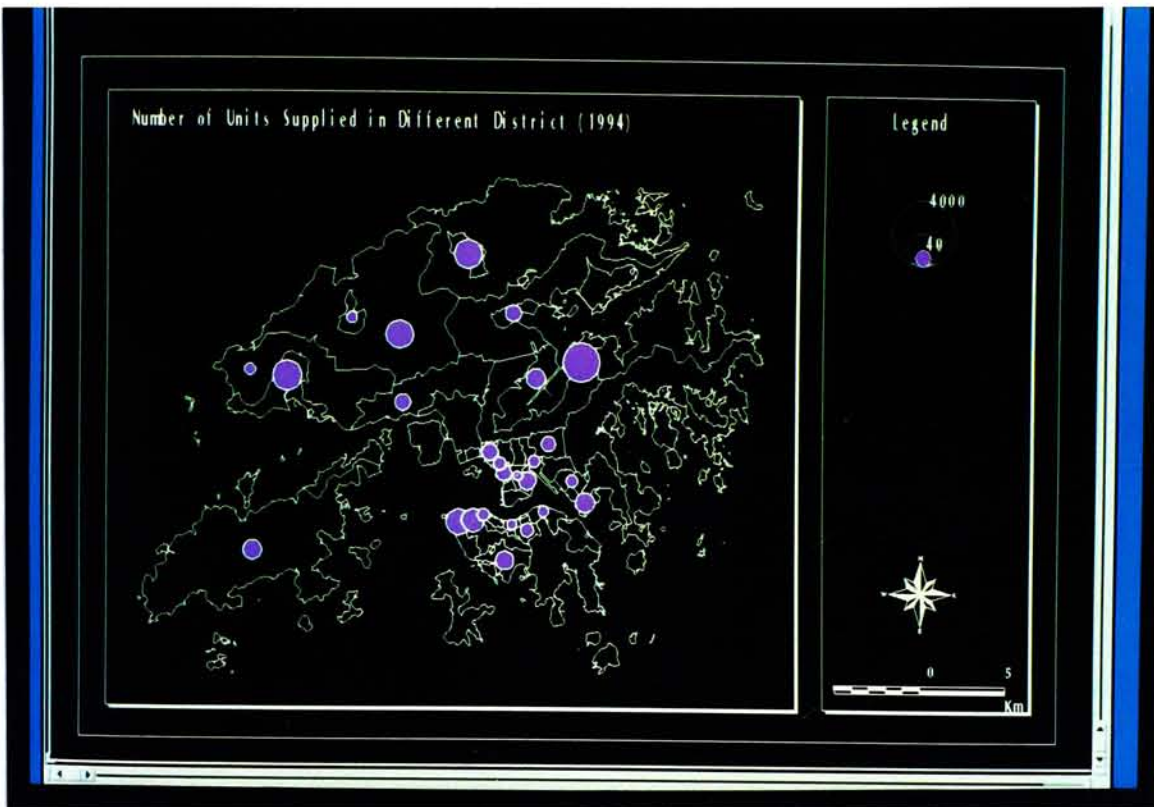 Number of Units Supplied in Different District (1994)
Legend
4000
40
N
W
E
S
0
5
Km